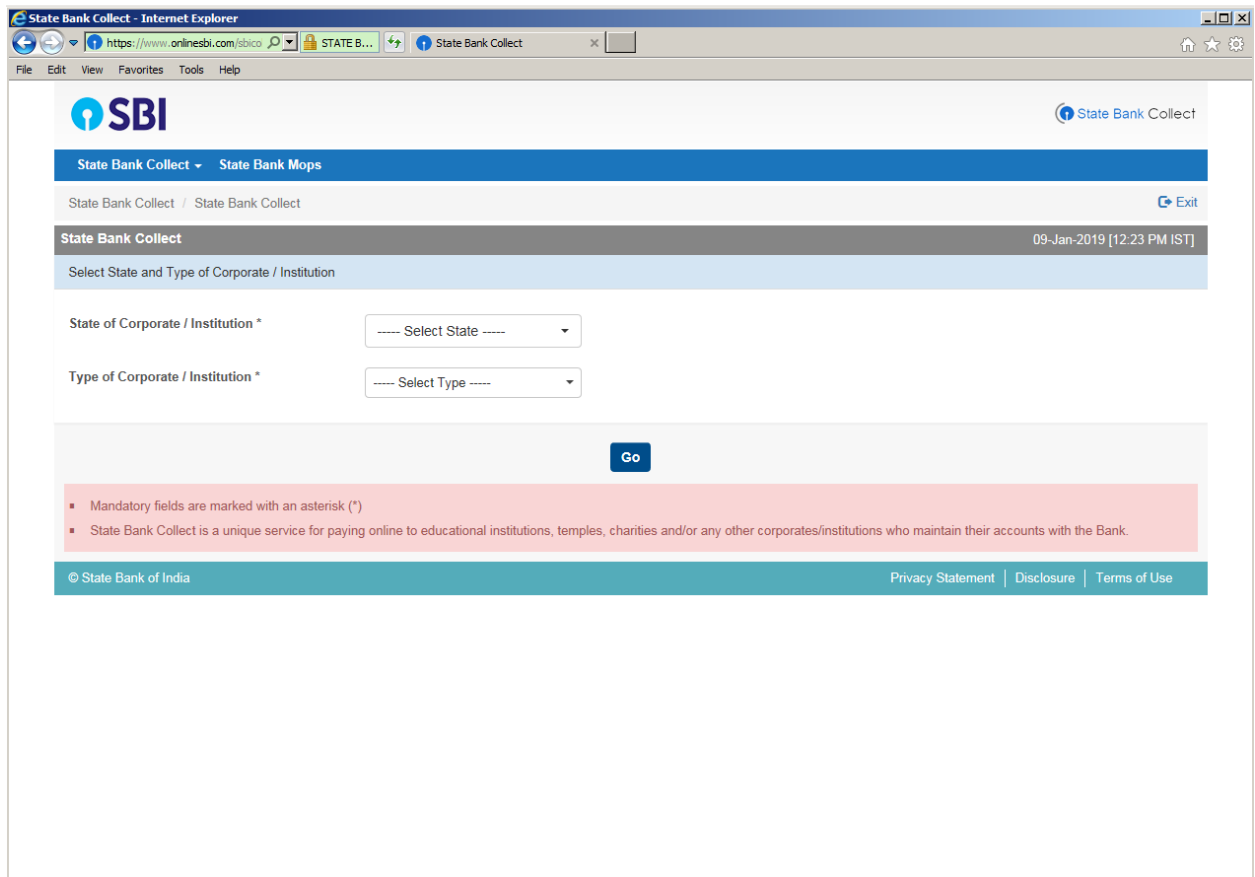 State Bank Collect - Internet Explorer
https://www.onlinesbi.com/sbico STATE B... State Bank Collect
File Edit View Favorites Tools Help
SBI
State Bank Collect
State Bank Collect State Bank Mops
State Bank Collect / State Bank Collect Exit
State Bank Collect 09-Jan-2019 [12:23 PM IST]
Select State and Type of Corporate / Institution
State of Corporate / Institution * ----- Select State -----
Type of Corporate / Institution * ----- Select Type -----
Go
Mandatory fields are marked with an asterisk (*)
State Bank Collect is a unique service for paying online to educational institutions, temples, charities and/or any other corporates/institutions who maintain their accounts with the Bank.
© State Bank of India Privacy Statement | Disclosure | Terms of Use